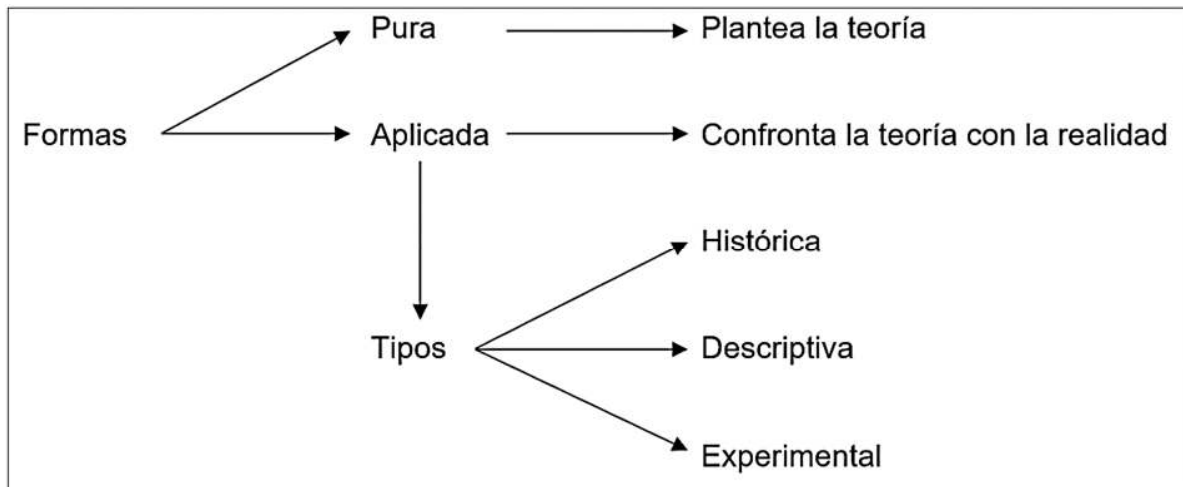 Pura Plantea la teoría
Formas Aplicada Confronta la teoría con la realidad
Histórica
Tipos Descriptiva
Experimental